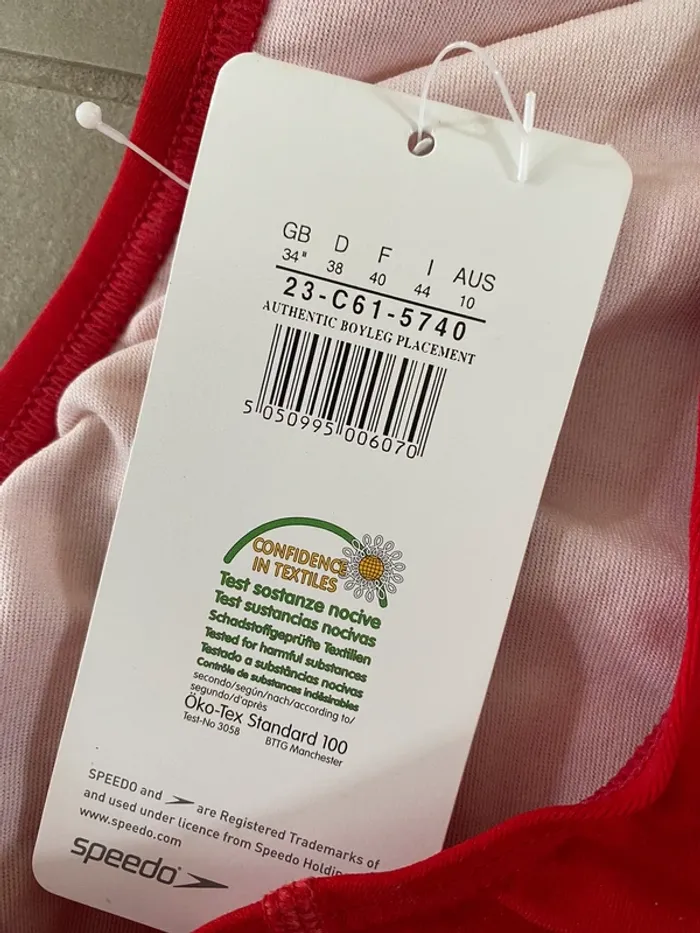 GB D F I AUS
34" 38 40 44 10
23-C61-5740
AUTHENTIC BOYLEG PLACEMENT
5 050995 006070
CONFIDENCE
IN TEXTILES
Test sostanze nocive
Test sustancias nocivas
Schadstoffgeprüfte Textilien
Tested for harmful substances
Testado a substâncias nocivas
Contrôle de substances indésirables
secondo/según/nach/according to/
segundo/d'après
Öko-Tex Standard 100
Test-No 3058 BTTG Manchester
SPEEDO and are Registered Trademarks of
and used under licence from Speedo
www.speedo.com
speedo